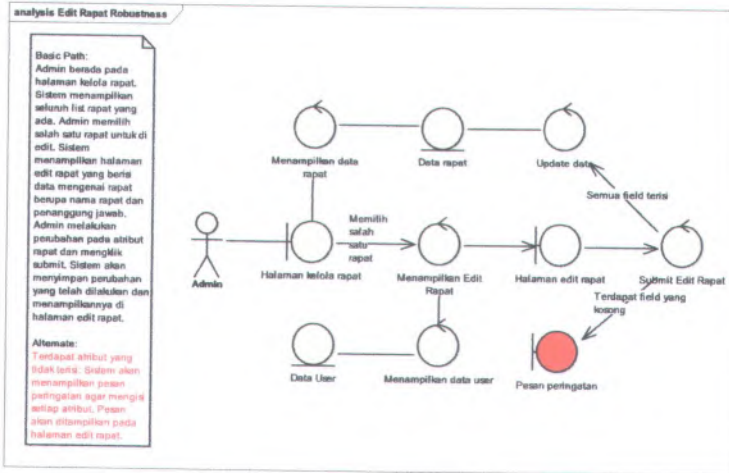 analysis Edit Rapat Robustness
Basic Path:
Admin berada pada
halaman kelola rapat.
Sistem menampilkan
seluruh list rapat yang
ada. Admin memilih
salah satu rapat untuk di
edit. Sistem
menampilkan halaman
edit rapat yang berisi
data mengenai rapat
berupa nama rapat dan
penanggung jawab.
Admin melakukan
perubahan pada atribut
rapat dan mengklik
submit. Sistem akan
menyimpan perubahan
yang telah dilakukan dan
menampilkannya di
halaman edit rapat.
Alternate:
Terdapat atribut yang
tidak terisi: Sistem akan
menampilkan pesan
peringatan agar mengisi
setiap atribut. Pesan
akan ditampilkan pada
halaman edit rapat.
Menampilkan data
rapat
Data rapat
Update data
Semua field terisi
Memilih
salah
satu
rapat
Admin
Halaman kelola rapat
Menampilkan Edit
Rapat
Halaman edit rapat
Submit Edit Rapat
Terdapat field yang
kosong
Data User
Menampilkan data user
Pesan peringatan